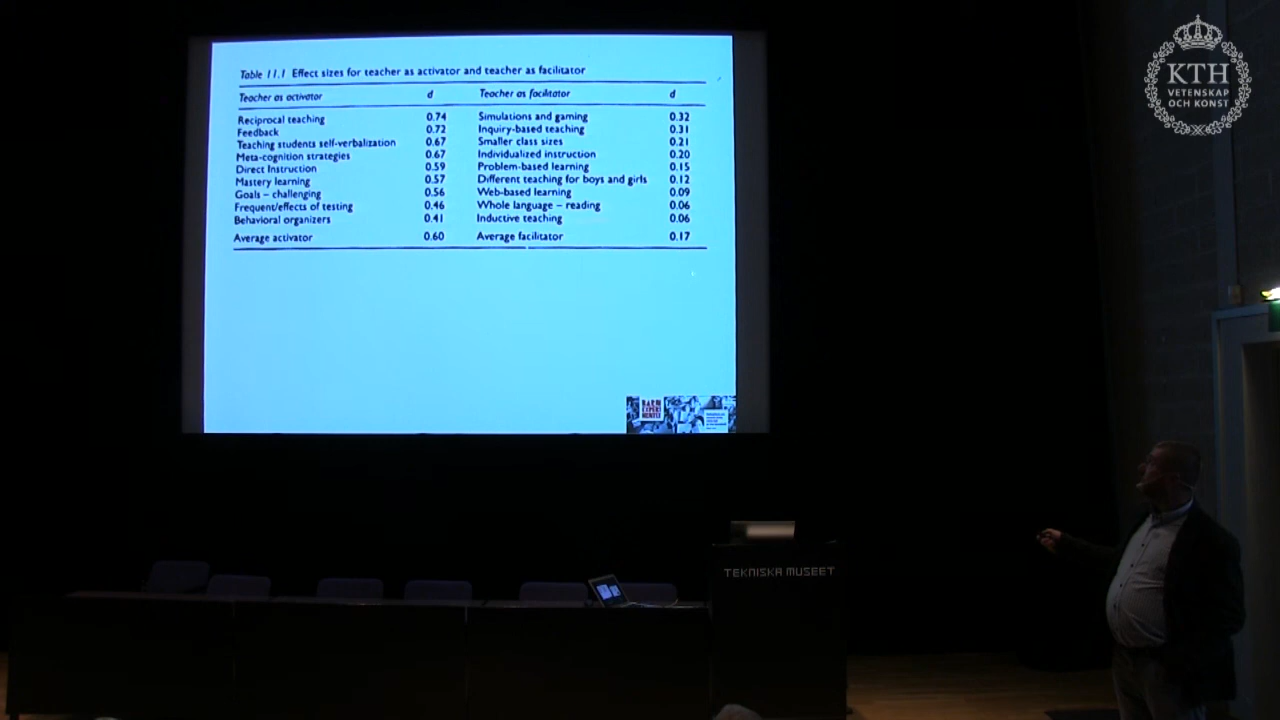 Table 11.1 Effect sizes for teacher as activator and teacher as facilitator
Teacher as activator d Teacher as facilitator d
Reciprocal teaching 0.74 Simulations and gaming 0.32
Feedback 0.72 Inquiry-based teaching 0.31
Teaching students self-verbalization 0.67 Smaller class sizes 0.21
Meta-cognition strategies 0.67 Individualized instruction 0.20
Direct Instruction 0.59 Problem-based learning 0.15
Mastery learning 0.57 Different teaching for boys and girls 0.12
Goals – challenging 0.56 Web-based learning 0.09
Frequent/effects of testing 0.46 Whole language – reading 0.06
Behavioral organizers 0.41 Inductive teaching 0.06
Average activator 0.60 Average facilitator 0.17
KTH
VETENSKAP
OCH KONST
TEKNISKA MUSEET